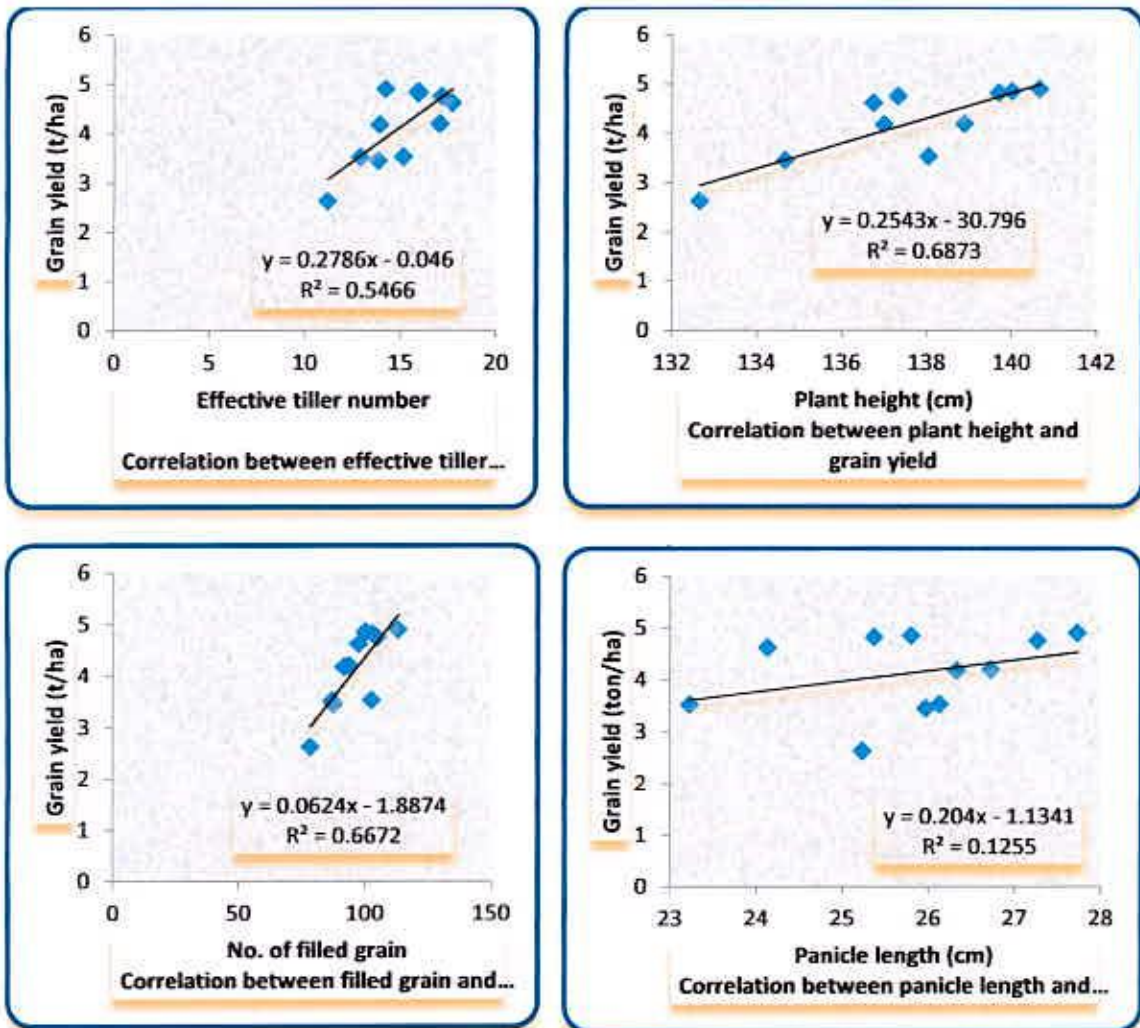 Grain yield (t/ha)
6
5
4
3
2
1
0
y = 0.2786x - 0.046
R² = 0.5466
0 5 10 15 20
Effective tiller number
Correlation between effective tiller...
Grain yield (t/ha)
6
5
4
3
2
1
0
y = 0.2543x - 30.796
R² = 0.6873
132 134 136 138 140 142
Plant height (cm)
Correlation between plant height and
grain yield
Grain yield (t/ha)
6
5
4
3
2
1
0
y = 0.0624x - 1.8874
R² = 0.6672
0 50 100 150
No. of filled grain
Correlation between filled grain and...
Grain yield (ton/ha)
6
5
4
3
2
1
0
y = 0.204x - 1.1341
R² = 0.1255
23 24 25 26 27 28
Panicle length (cm)
Correlation between panicle length and...